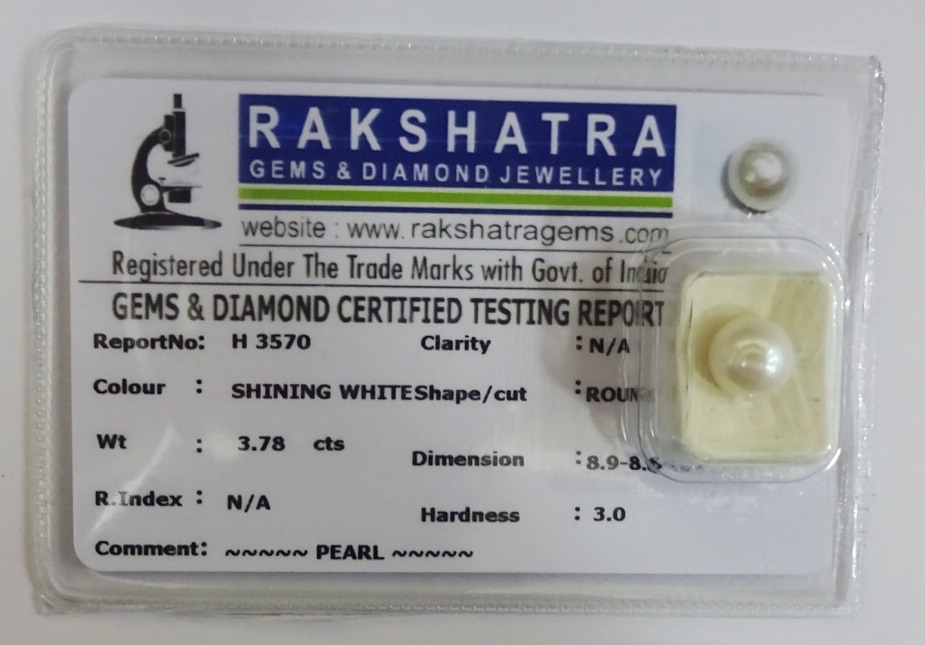 RAKSHATRA
GEMS & DIAMOND JEWELLERY
website : www. rakshatragems .com
Registered Under The Trade Marks with Govt. of India
GEMS & DIAMOND CERTIFIED TESTING REPORT
ReportNo: H 3570 Clarity : N/A
Colour : SHINING WHITE Shape/cut :
Wt : 3.78 cts
Dimension :
R.Index : N/A
Hardness : 3.0
Comment: ~~~~~ PEARL ~~~~~